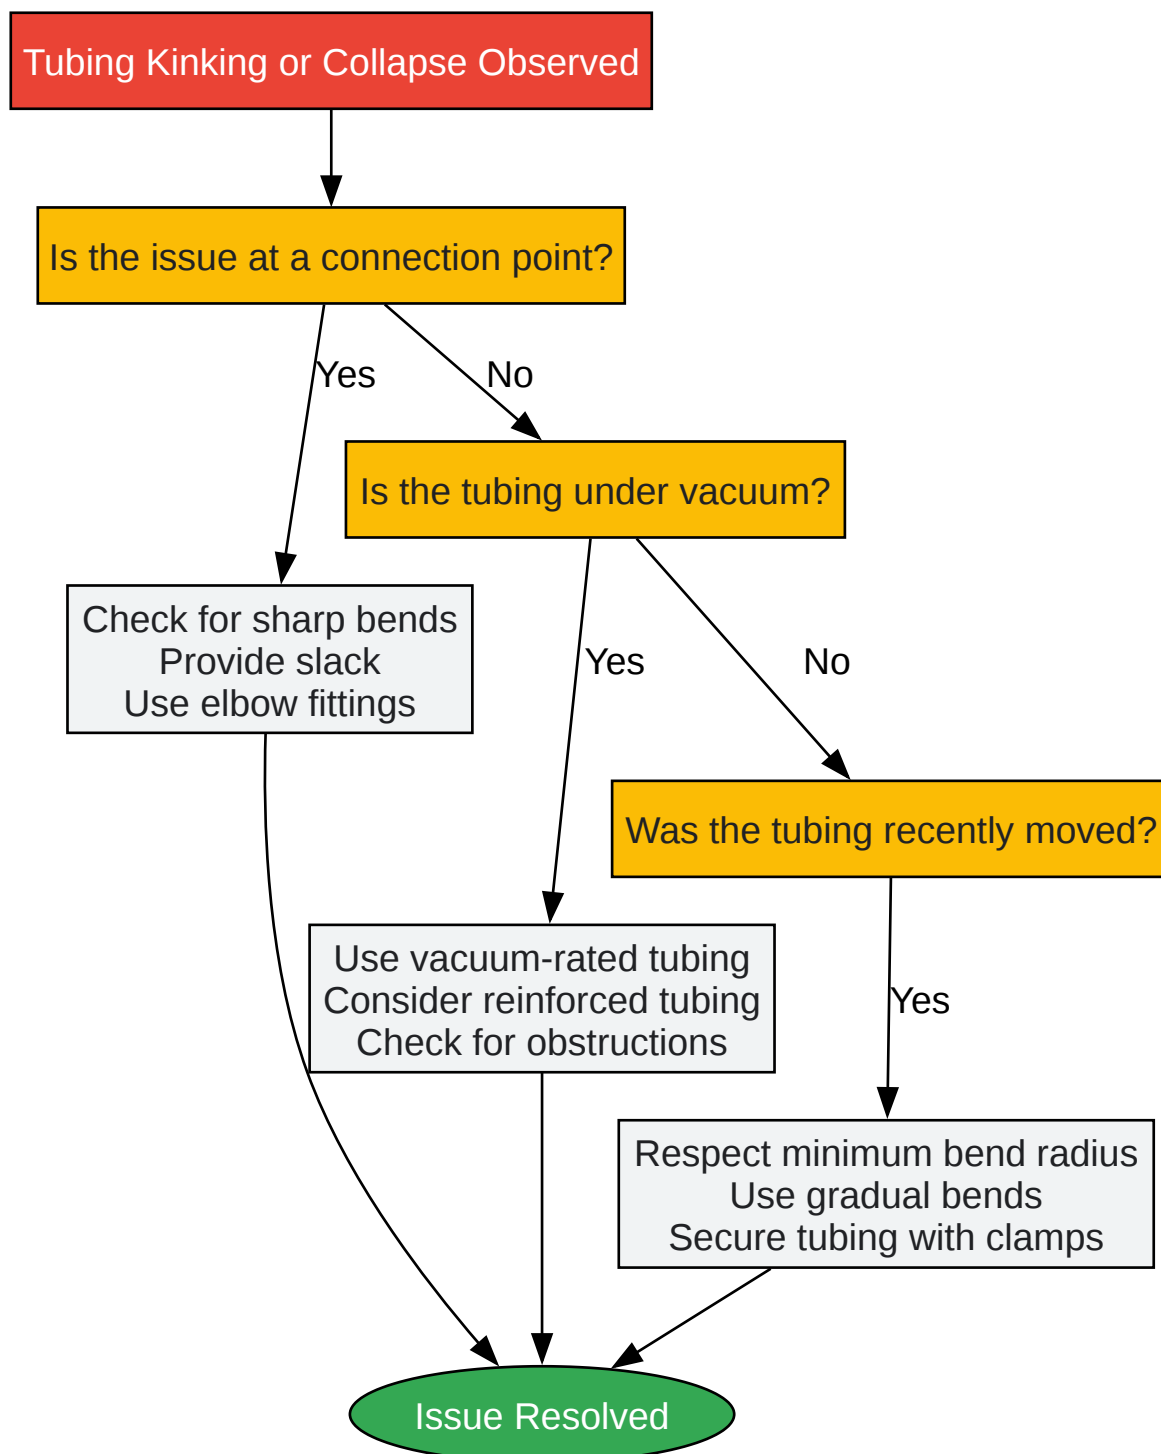 Tubing Kinking or Collapse Observed
Is the issue at a connection point?
Yes
No
Is the tubing under vacuum?
Check for sharp bends
Provide slack
Use elbow fittings
Yes
No
Was the tubing recently moved?
Use vacuum-rated tubing
Consider reinforced tubing
Check for obstructions
Yes
Respect minimum bend radius
Use gradual bends
Secure tubing with clamps
Issue Resolved